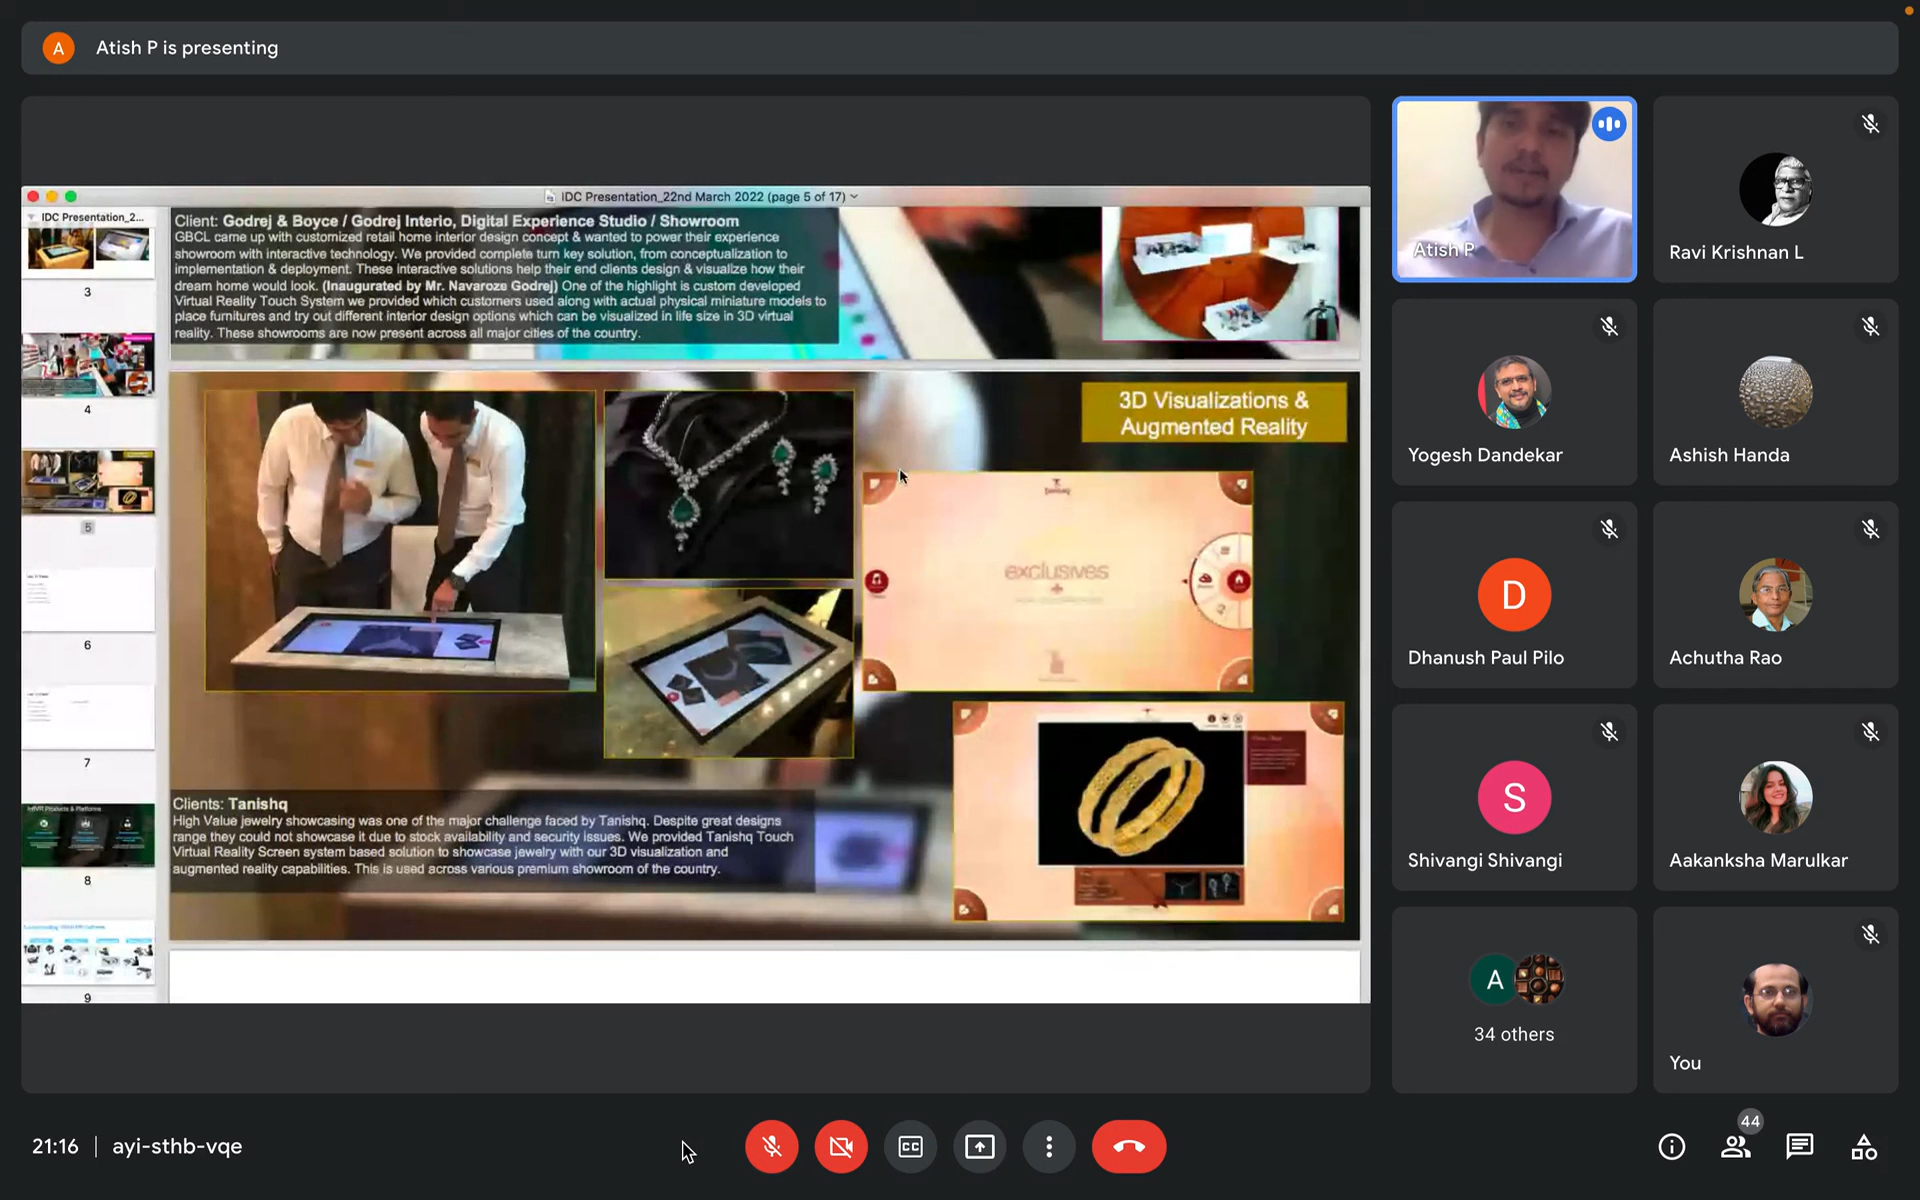 A
Atish P is presenting
IDC Presentation_22nd March 2022 (page 5 of 17)
IDC Presentation_2...
3
4
5
6
7
8
9
Client: Godrej & Boyce / Godrej Interio, Digital Experience Studio / Showroom
GBCL came up with customized retail home interior design concept & wanted to power their experience
showroom with interactive technology. We provided complete turn key solution, from conceptualization to
implementation & deployment. These interactive solutions help their end clients design & visualize how their
dream home would look. (Inaugurated by Mr. Navaroze Godrej) One of the highlight is custom developed
Virtual Reality Touch System we provided which customers used along with actual physical miniature models to
place furnitures and try out different interior design options which can be visualized in life size in 3D virtual
reality. These showrooms are now present across all major cities of the country.
3D Visualizations &
Augmented Reality
exclusives
Clients: Tanishq
High Value jewelry showcasing was one of the major challenge faced by Tanishq. Despite great designs
range they could not showcase it due to stock availability and security issues. We provided Tanishq Touch
Virtual Reality Screen system based solution to showcase jewelry with our 3D visualization and
augmented reality capabilities. This is used across various premium showroom of the country.
Atish P
Ravi Krishnan L
Yogesh Dandekar
Ashish Handa
D
Dhanush Paul Pilo
Achutha Rao
S
Shivangi Shivangi
Aakanksha Marulkar
A
34 others
You
21:16 | ayi-sthb-vqe
CC
44